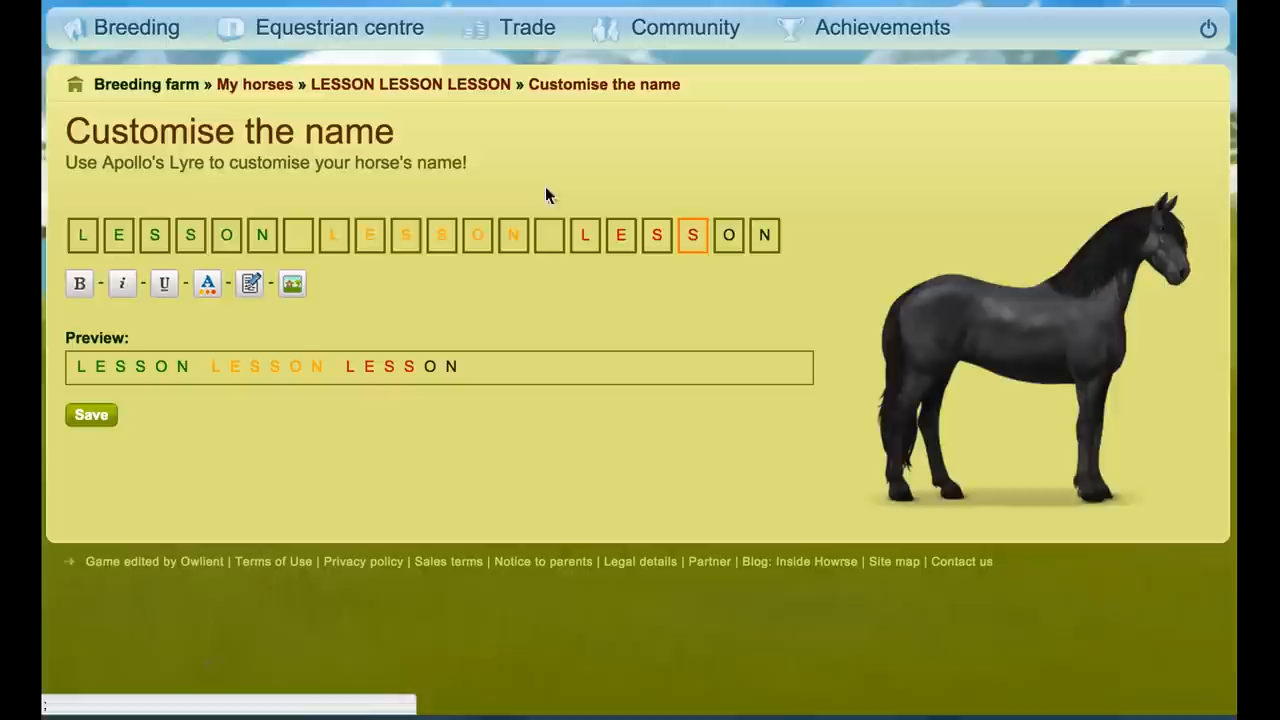 Breeding Equestrian centre Trade Community Achievements
Breeding farm » My horses » LESSON LESSON LESSON » Customise the name
Customise the name
Use Apollo's Lyre to customise your horse's name!
L E S S O N L E S S O N L E S S O N
B - i - U - A - -
Preview:
L E S S O N L E S S O N L E S S O N
Save
Game edited by Owlient | Terms of Use | Privacy policy | Sales terms | Notice to parents | Legal details | Partner | Blog: Inside Howrse | Site map | Contact us
;